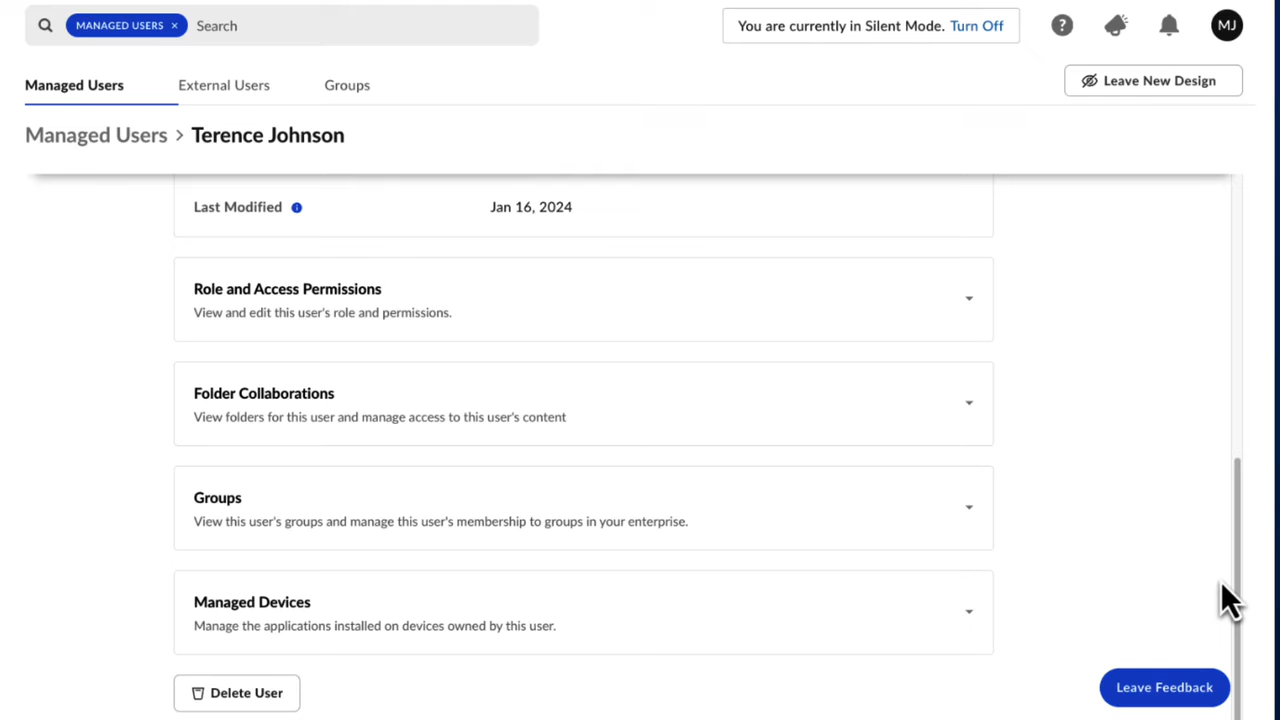 MANAGED USERS × Search
You are currently in Silent Mode. Turn Off
MJ
Managed Users
External Users
Groups
Leave New Design
Managed Users > Terence Johnson
Last Modified
Jan 16, 2024
Role and Access Permissions
View and edit this user's role and permissions.
Folder Collaborations
View folders for this user and manage access to this user's content
Groups
View this user's groups and manage this user's membership to groups in your enterprise.
Managed Devices
Manage the applications installed on devices owned by this user.
Delete User
Leave Feedback